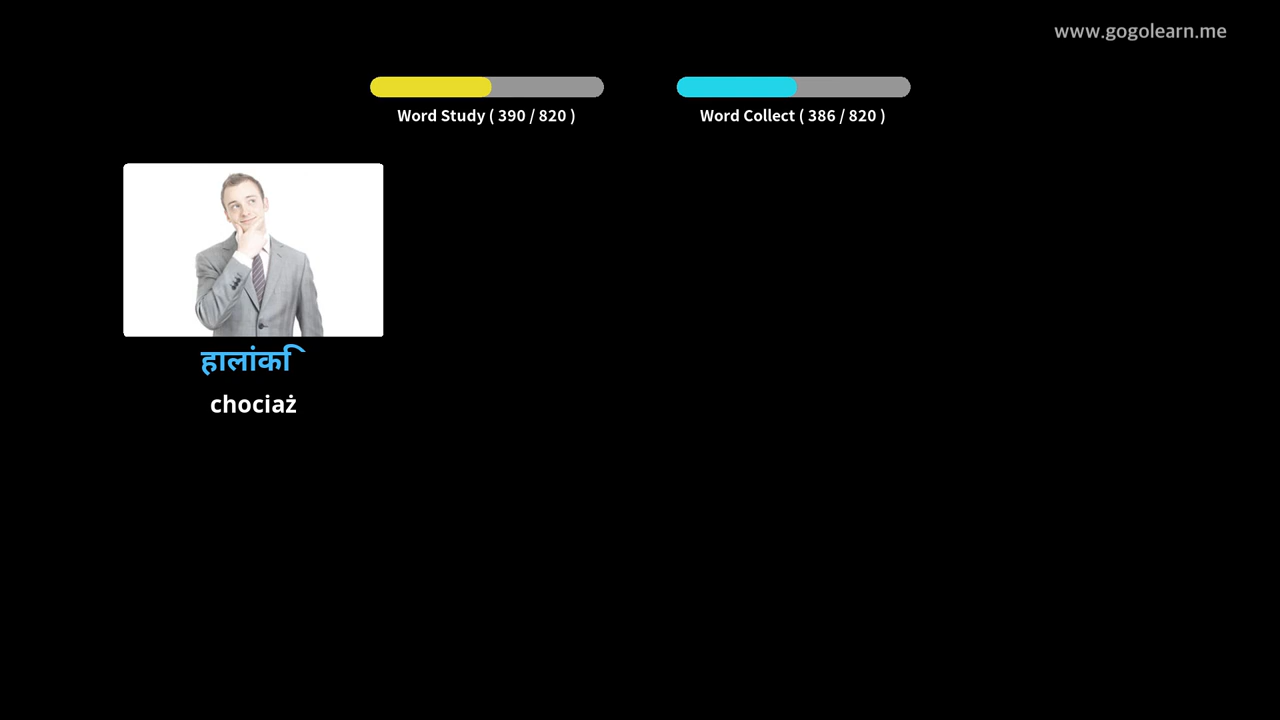 www.gogolearn.me
Word Study ( 390 / 820 )
Word Collect ( 386 / 820 )
हालांकि
chociaż